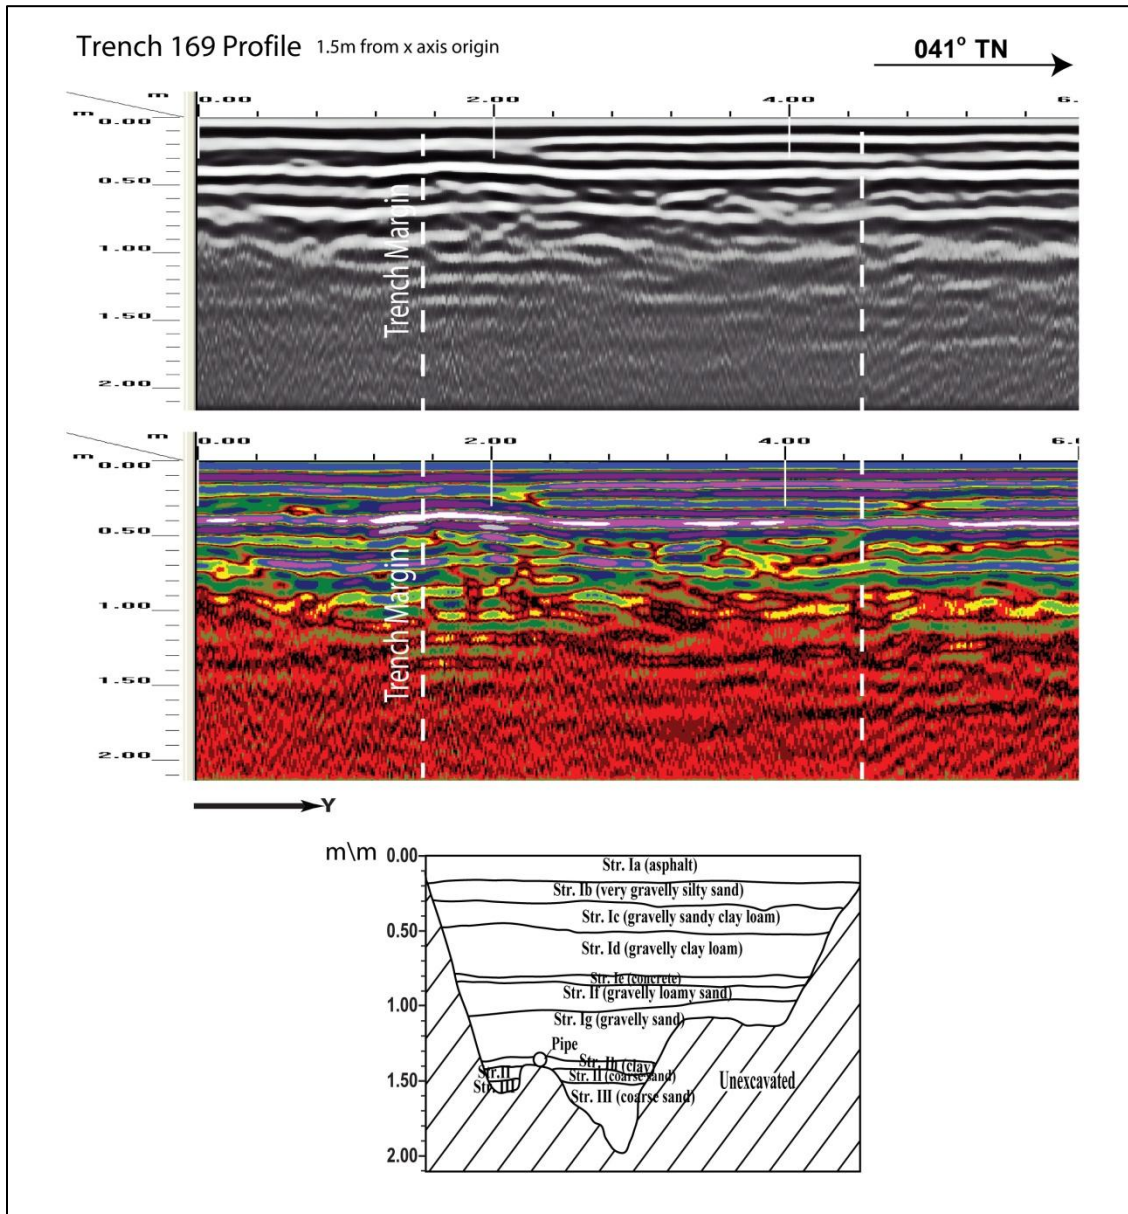 Trench 169 Profile 1.5m from x axis origin
041° TN
m 0.00 2.00 4.00 6.
m 0.00
0.50
1.00
1.50
2.00
Trench Margin
m 0.00 2.00 4.00 6.0
m 0.00
0.50
1.00
1.50
2.00
Trench Margin
Y
m\m 0.00
0.50
1.00
1.50
2.00
Str. Ia (asphalt)
Str. Ib (very gravelly silty sand)
Str. Ic (gravelly sandy clay loam)
Str. Id (gravelly clay loam)
Str. Ie (concrete)
Str. If (gravelly loamy sand)
Str. Ig (gravelly sand)
Pipe
Str. Ih (clay)
Str. II
Str. II (coarse sand)
Str. III
Str. III (coarse sand)
Unexcavated